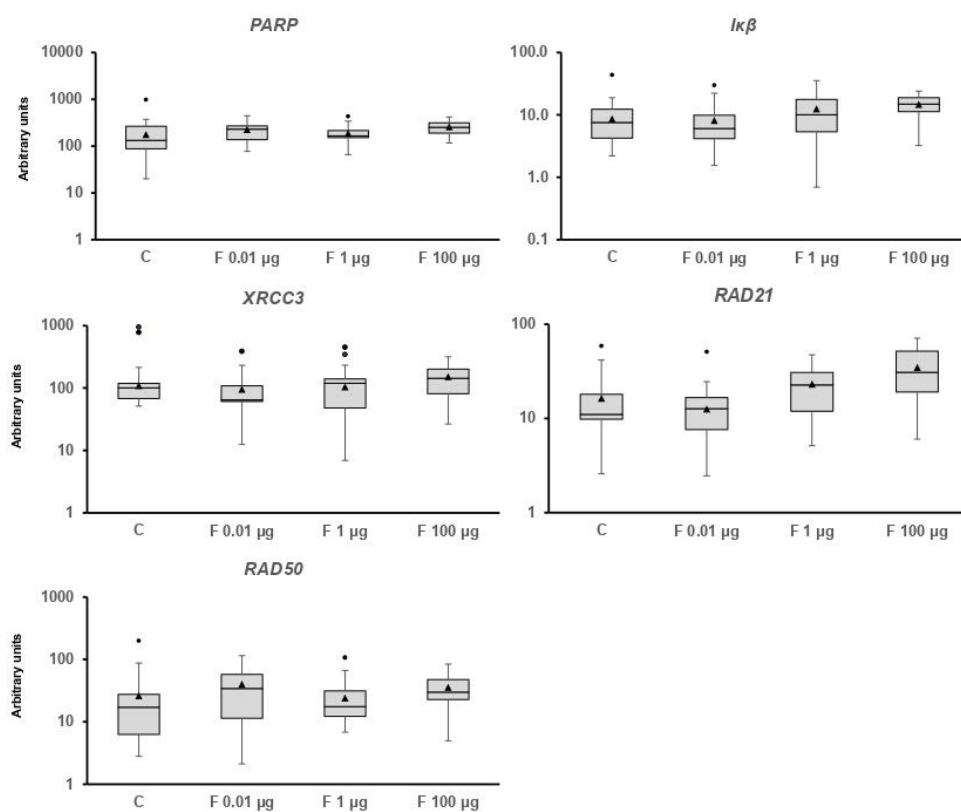 PARP
10000
1000
100
10
1
Arbitrary units
C
F 0.01 µg
F 1 µg
F 100 µg
Iκβ
100.0
10.0
1.0
0.1
C
F 0.01 µg
F 1 µg
F 100 µg
XRCC3
1000
100
10
1
Arbitrary units
C
F 0.01 µg
F 1 µg
F 100 µg
RAD21
100
10
1
C
F 0.01 µg
F 1 µg
F 100 µg
RAD50
1000
100
10
1
Arbitrary units
C
F 0.01 µg
F 1 µg
F 100 µg